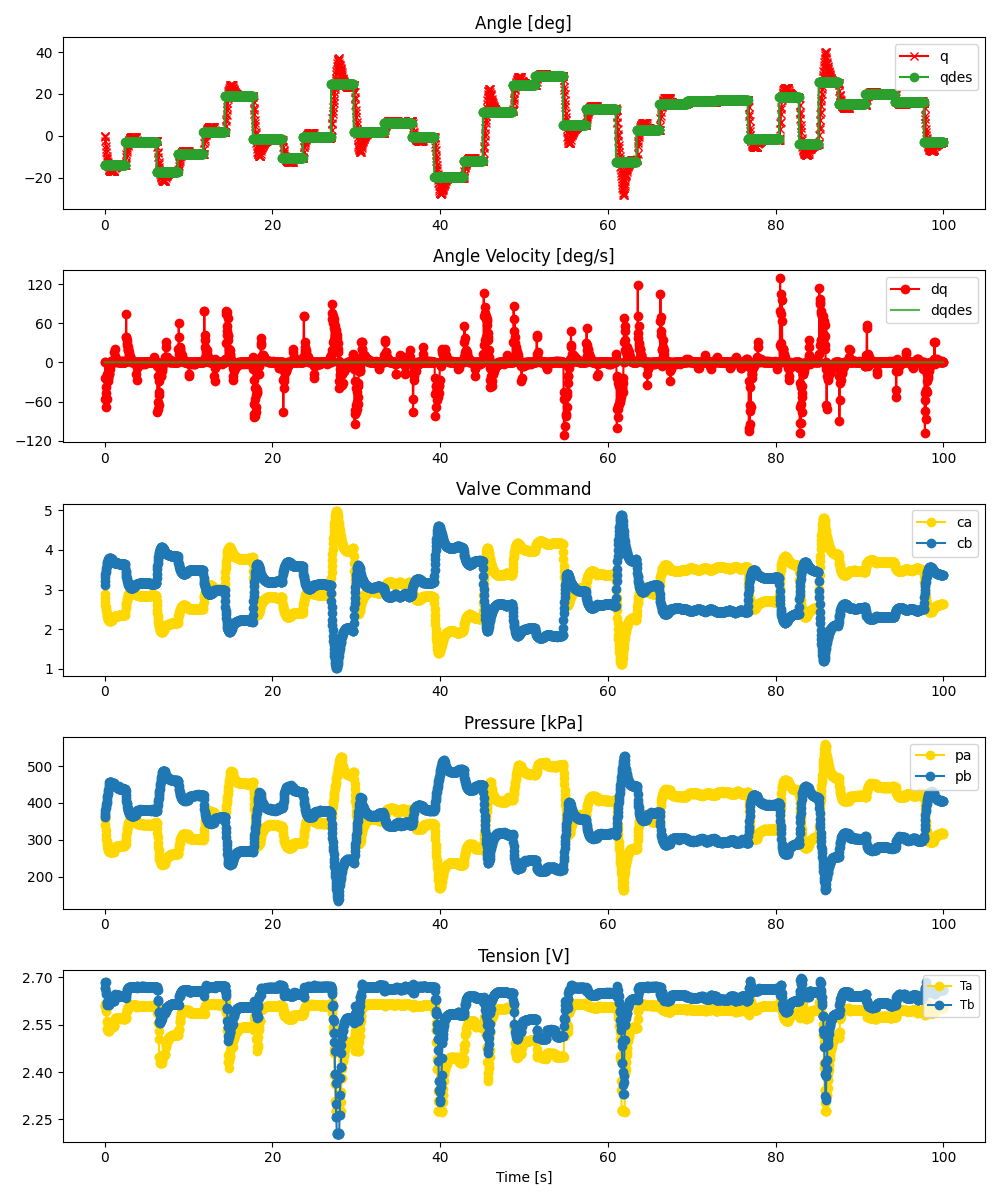 Angle [deg]
40
20
0
−20
q
qdes
0 20 40 60 80 100
Angle Velocity [deg/s]
120
60
0
−60
−120
dq
dqdes
0 20 40 60 80 100
Valve Command
5
4
3
2
1
ca
cb
0 20 40 60 80 100
Pressure [kPa]
500
400
300
200
pa
pb
0 20 40 60 80 100
Tension [V]
2.70
2.55
2.40
2.25
Ta
Tb
0 20 40 60 80 100
Time [s]